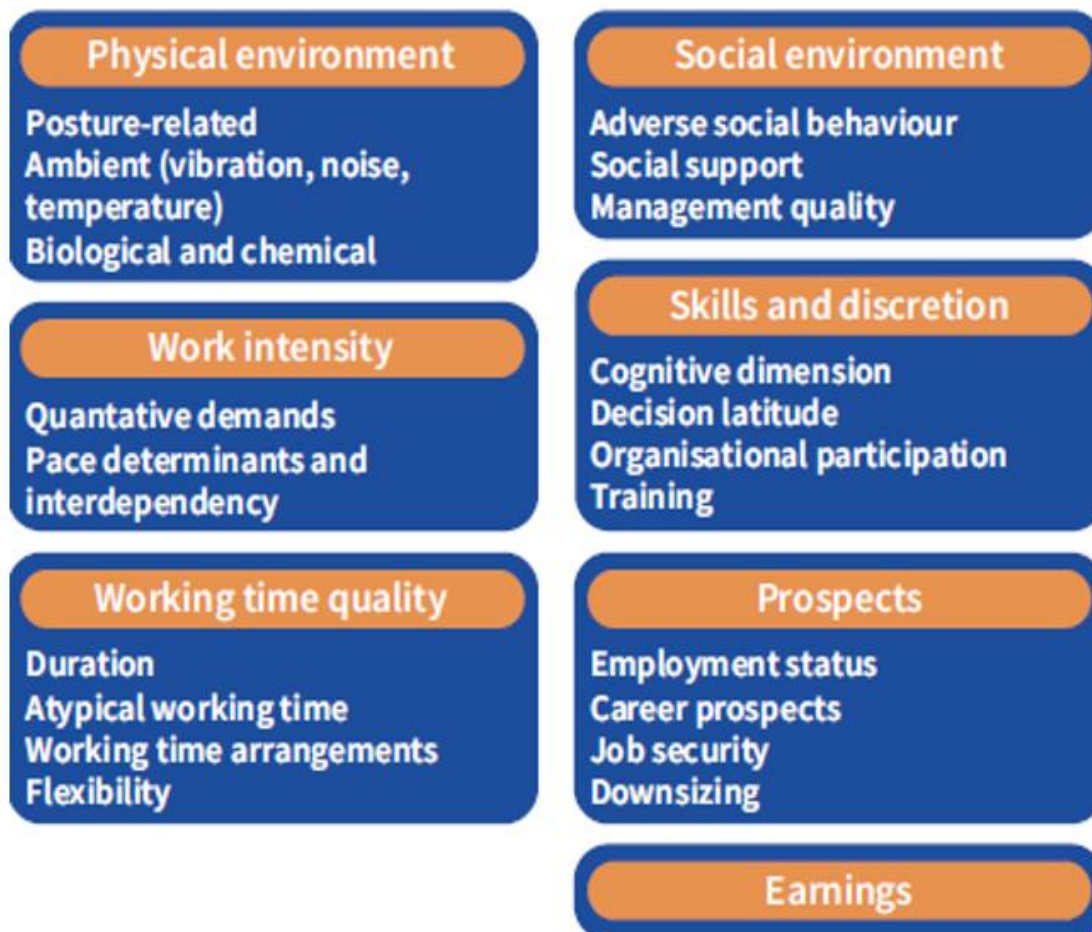 Physical environment
Posture-related
Ambient (vibration, noise,
temperature)
Biological and chemical
Work intensity
Quantative demands
Pace determinants and
interdependency
Working time quality
Duration
Atypical working time
Working time arrangements
Flexibility
Social environment
Adverse social behaviour
Social support
Management quality
Skills and discretion
Cognitive dimension
Decision latitude
Organisational participation
Training
Prospects
Employment status
Career prospects
Job security
Downsizing
Earnings